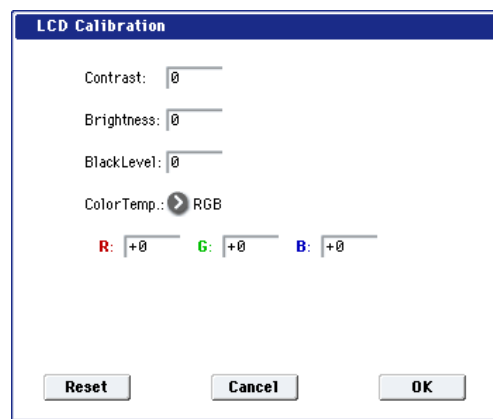 LCD Calibration
Contrast: 0
Brightness: 0
BlackLevel: 0
ColorTemp.: RGB
R: +0 G: +0 B: +0
Reset Cancel OK